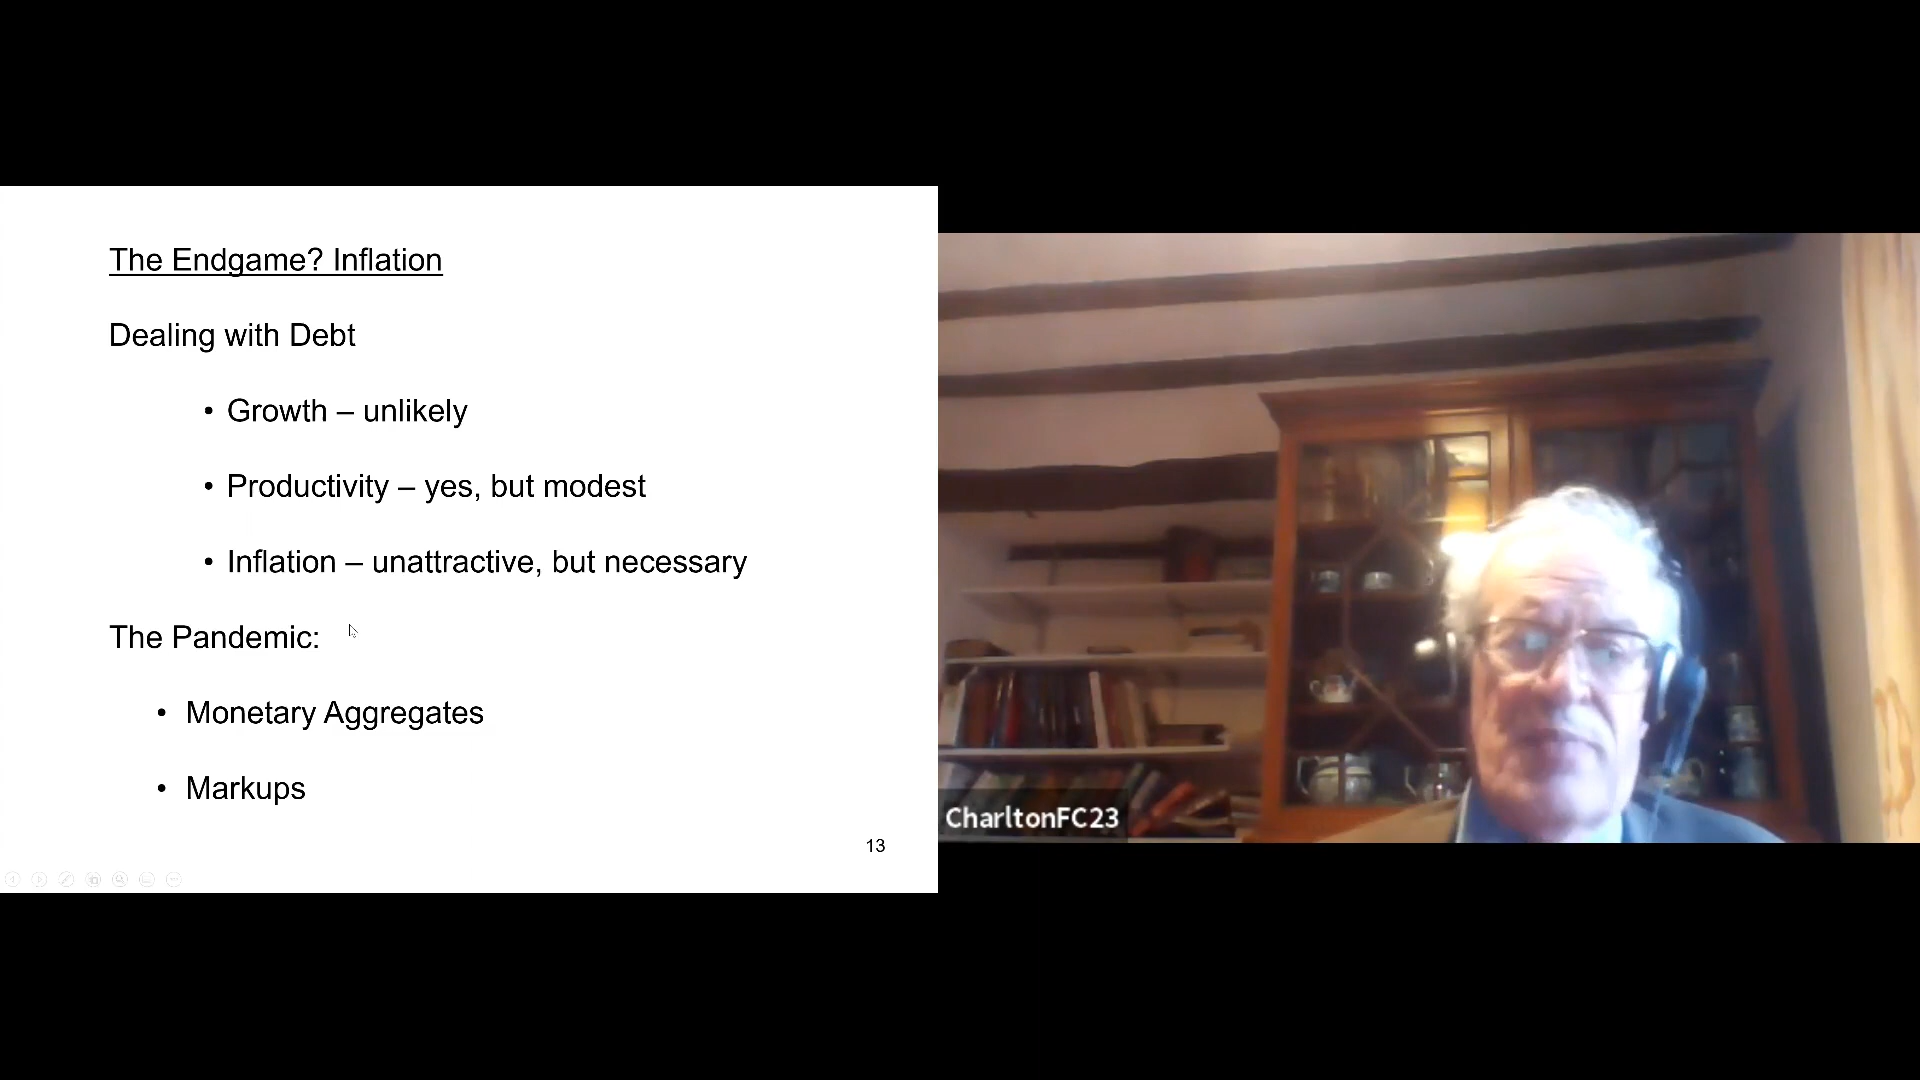 The Endgame? Inflation
Dealing with Debt
• Growth – unlikely
• Productivity – yes, but modest
• Inflation – unattractive, but necessary
The Pandemic:
• Monetary Aggregates
• Markups
13
CharltonFC23